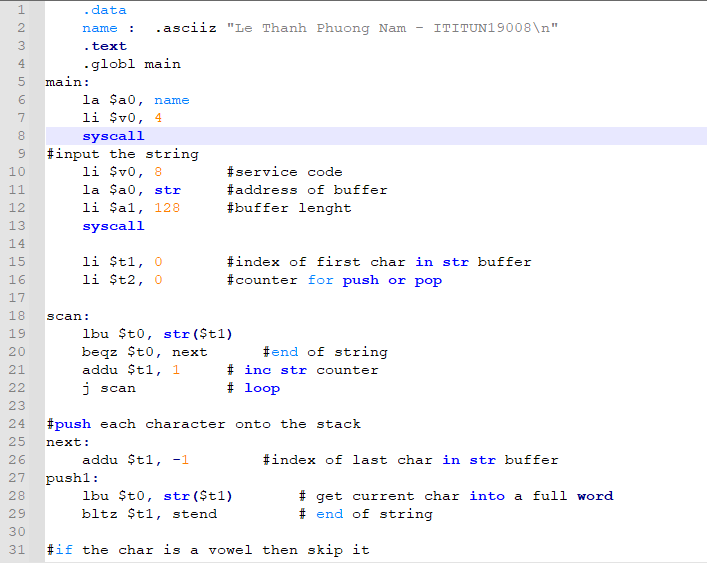 1 .data
2 name : .asciiz "Le Thanh Phuong Nam - ITITUN19008\n"
3 .text
4 .globl main
5 main:
6 la $a0, name
7 li $v0, 4
8 syscall
9 #input the string
10 li $v0, 8 #service code
11 la $a0, str #address of buffer
12 li $a1, 128 #buffer lenght
13 syscall
14
15 li $t1, 0 #index of first char in str buffer
16 li $t2, 0 #counter for push or pop
17
18 scan:
19 lbu $t0, str($t1)
20 beqz $t0, next #end of string
21 addu $t1, 1 # inc str counter
22 j scan # loop
23
24 #push each character onto the stack
25 next:
26 addu $t1, -1 #index of last char in str buffer
27 push1:
28 lbu $t0, str($t1) # get current char into a full word
29 bltz $t1, stend # end of string
30
31 #if the char is a vowel then skip it